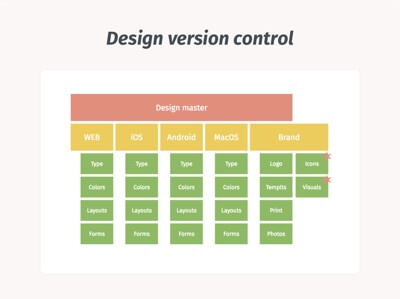 Design version control
Design master
WEB iOS Android MacOS Brand
Type Type Type Type Logo Icons
Colors Colors Colors Colors Templts Visuals
Layouts Layouts Layouts Layouts Print
Forms Forms Forms Forms Photos